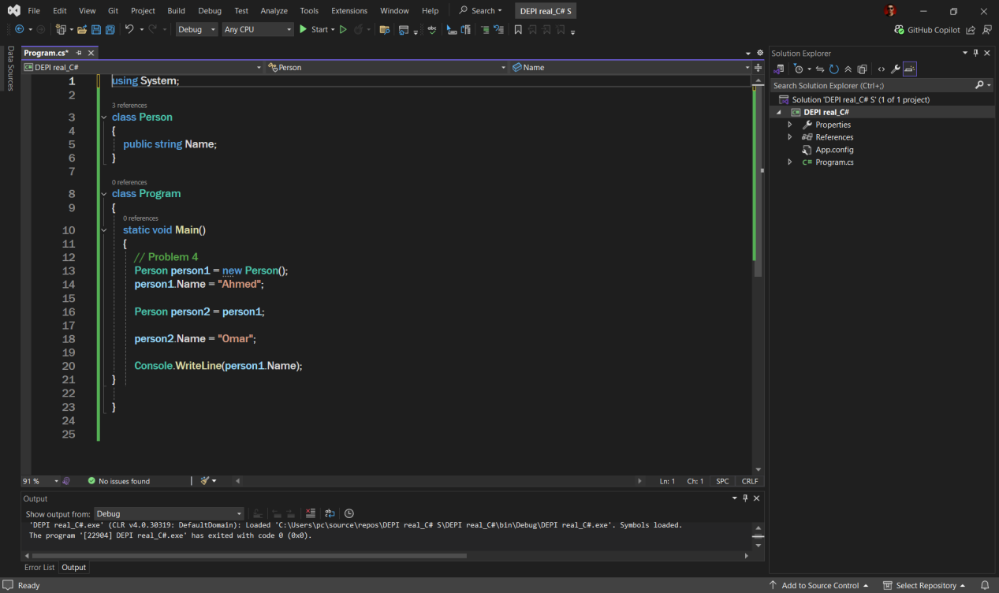 File Edit View Git Project Build Debug Test Analyze Tools Extensions Window Help Search DEPI real_C# S
Debug Any CPU Start GitHub Copilot
Data Sources
Program.cs*
DEPI real_C# Person Name
1 using System;
2
3 references
3 class Person
4 {
5 public string Name;
6 }
7
0 references
8 class Program
9 {
0 references
10 static void Main()
11 {
12 // Problem 4
13 Person person1 = new Person();
14 person1.Name = "Ahmed";
15
16 Person person2 = person1;
17
18 person2.Name = "Omar";
19
20 Console.WriteLine(person1.Name);
21 }
22
23 }
24
25
91 % No issues found Ln: 1 Ch: 1 SPC CRLF
Output
Show output from: Debug
'DEPI real_C#.exe' (CLR v4.0.30319: DefaultDomain): Loaded 'C:\Users\pc\source\repos\DEPI real_C# S\DEPI real_C#\bin\Debug\DEPI real_C#.exe'. Symbols loaded.
The program '[22904] DEPI real_C#.exe' has exited with code 0 (0x0).
Error List Output
Solution Explorer
Search Solution Explorer (Ctrl+;)
Solution 'DEPI real_C# S' (1 of 1 project)
DEPI real_C#
Properties
References
App.config
C# Program.cs
Ready Add to Source Control Select Repository